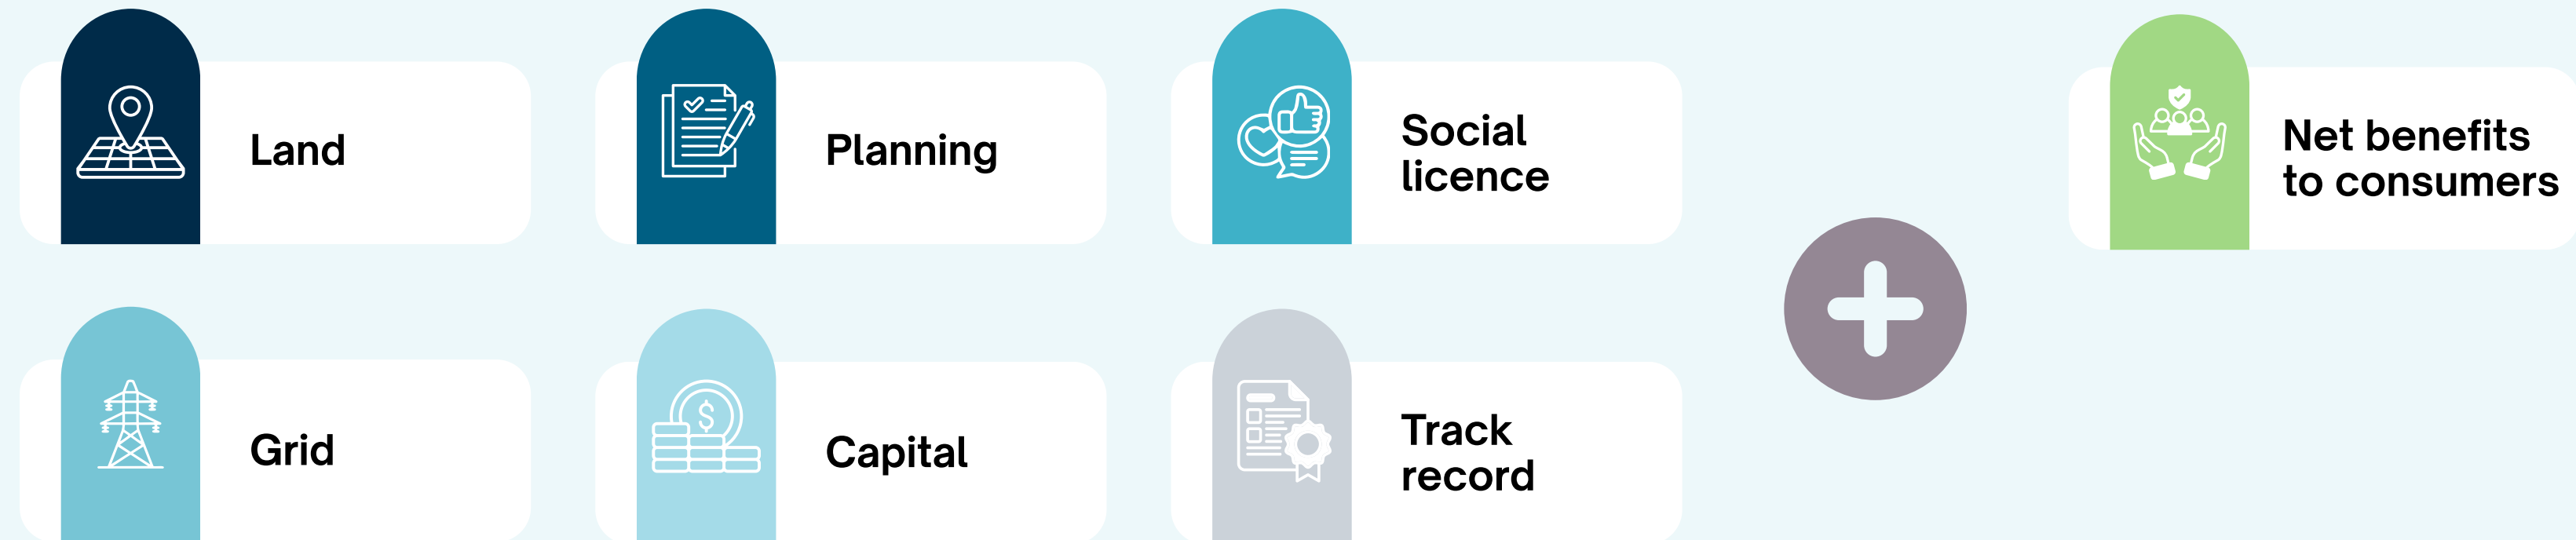 Land
Planning
Social
licence
Net benefits
to consumers
Grid
Capital
Track
record